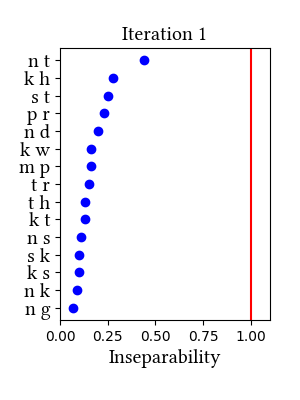 Iteration 1
n t
k h
s t
p r
n d
k w
m p
t r
t h
k t
n s
s k
k s
n k
n g
0.00 0.25 0.50 0.75 1.00
Inseparability